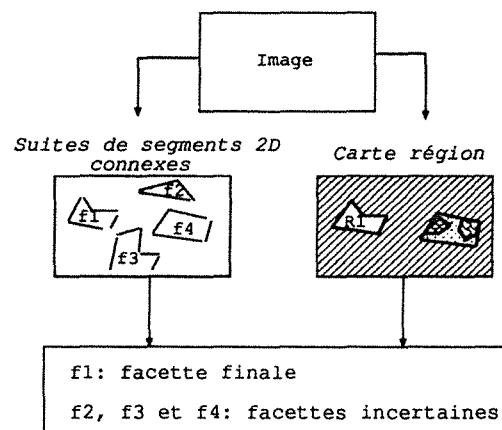 Image
Suites de segments 2D
connexes
Carte région
f1
f2
f3
f4
R1
f1: facette finale
f2, f3 et f4: facettes incertaines